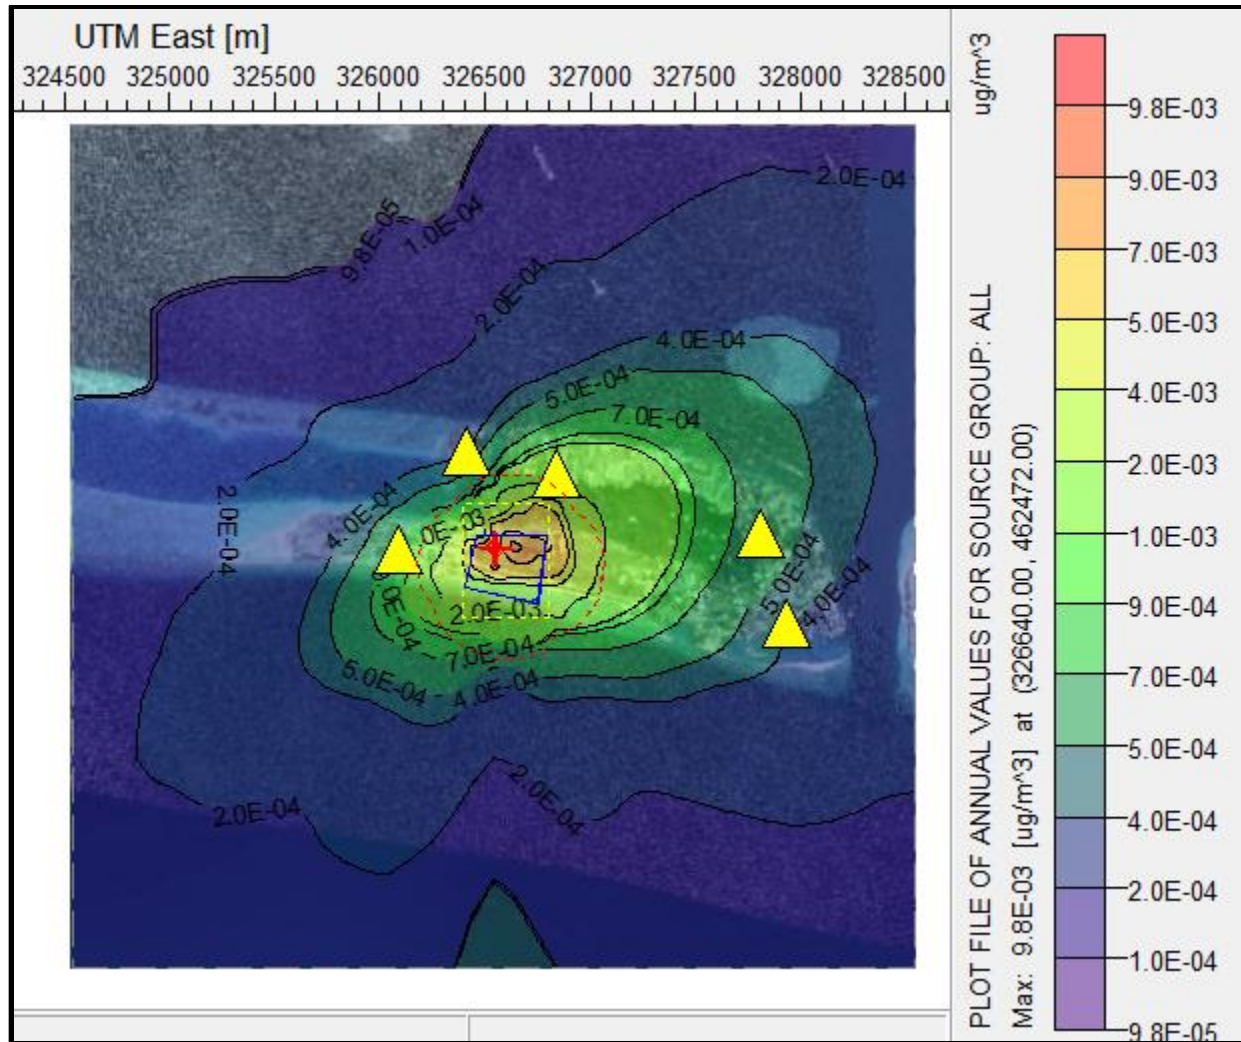 UTM East [m]
324500 325000 325500 326000 326500 327000 327500 328000 328500
2.0E-04
9.8E-05
1.0E-04
2.0E-04
4.0E-04
5.0E-04
7.0E-04
2.0E-04
4.0E-04
2.0E-03
5.0E-04
4.0E-04
7.0E-04
5.0E-04
4.0E-04
2.0E-04
2.0E-04
ug/m^3
PLOT FILE OF ANNUAL VALUES FOR SOURCE GROUP: ALL
Max: 9.8E-03 [ug/m^3] at (326640.00, 462472.00)
9.8E-03
9.0E-03
7.0E-03
5.0E-03
4.0E-03
2.0E-03
1.0E-03
9.0E-04
7.0E-04
5.0E-04
4.0E-04
2.0E-04
1.0E-04
9.8E-05